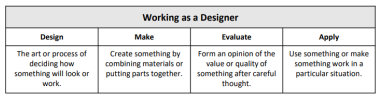 Working as a Designer
Design Make Evaluate Apply
The art or process of
deciding how
something will look or
work.
Create something by
combining materials or
putting parts together.
Form an opinion of the
value or quality of
something after careful
thought.
Use something or make
something work in a
particular situation.